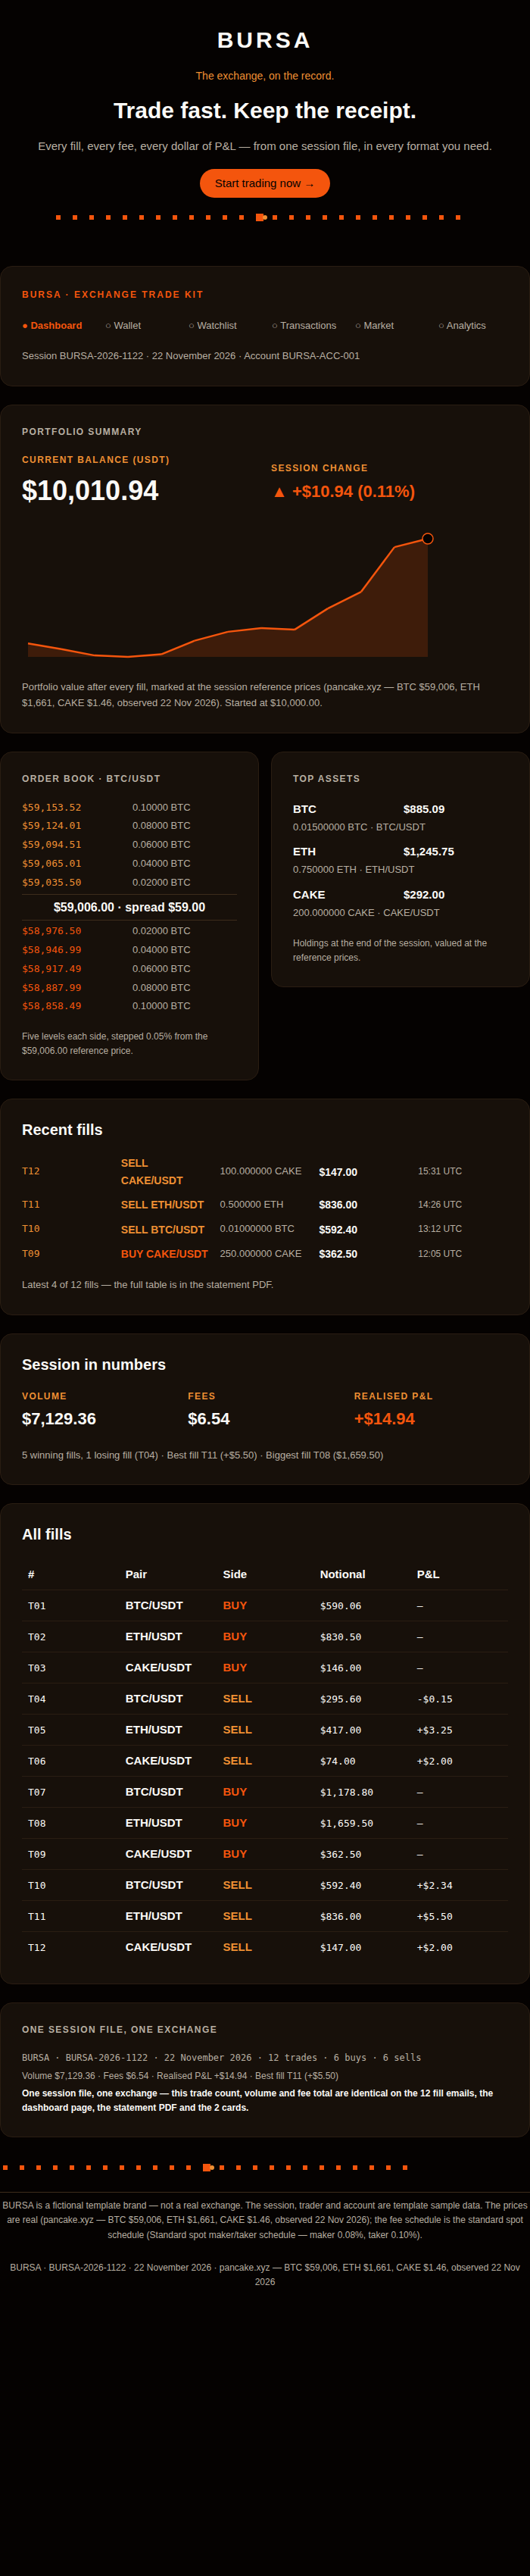 BURSA
The exchange, on the record.
Trade fast. Keep the receipt.
Every fill, every fee, every dollar of P&L — from one session file, in every format you need.
Start trading now →
BURSA · EXCHANGE TRADE KIT
● Dashboard ○ Wallet ○ Watchlist ○ Transactions ○ Market ○ Analytics
Session BURSA-2026-1122 · 22 November 2026 · Account BURSA-ACC-001
PORTFOLIO SUMMARY
CURRENT BALANCE (USDT)
$10,010.94
SESSION CHANGE
▲ +$10.94 (0.11%)
Portfolio value after every fill, marked at the session reference prices (pancake.xyz — BTC $59,006, ETH
$1,661, CAKE $1.46, observed 22 Nov 2026). Started at $10,000.00.
ORDER BOOK · BTC/USDT
$59,153.52 0.10000 BTC
$59,124.01 0.08000 BTC
$59,094.51 0.06000 BTC
$59,065.01 0.04000 BTC
$59,035.50 0.02000 BTC
$59,006.00 · spread $59.00
$58,976.50 0.02000 BTC
$58,946.99 0.04000 BTC
$58,917.49 0.06000 BTC
$58,887.99 0.08000 BTC
$58,858.49 0.10000 BTC
Five levels each side, stepped 0.05% from the
$59,006.00 reference price.
TOP ASSETS
BTC $885.09
0.01500000 BTC · BTC/USDT
ETH $1,245.75
0.750000 ETH · ETH/USDT
CAKE $292.00
200.000000 CAKE · CAKE/USDT
Holdings at the end of the session, valued at the
reference prices.
Recent fills
T12 SELL CAKE/USDT 100.000000 CAKE $147.00 15:31 UTC
T11 SELL ETH/USDT 0.500000 ETH $836.00 14:26 UTC
T10 SELL BTC/USDT 0.01000000 BTC $592.40 13:12 UTC
T09 BUY CAKE/USDT 250.000000 CAKE $362.50 12:05 UTC
Latest 4 of 12 fills — the full table is in the statement PDF.
Session in numbers
VOLUME FEES REALISED P&L
$7,129.36 $6.54 +$14.94
5 winning fills, 1 losing fill (T04) · Best fill T11 (+$5.50) · Biggest fill T08 ($1,659.50)
All fills
# Pair Side Notional P&L
T01 BTC/USDT BUY $590.06 —
T02 ETH/USDT BUY $830.50 —
T03 CAKE/USDT BUY $146.00 —
T04 BTC/USDT SELL $295.60 -$0.15
T05 ETH/USDT SELL $417.00 +$3.25
T06 CAKE/USDT SELL $74.00 +$2.00
T07 BTC/USDT BUY $1,178.80 —
T08 ETH/USDT BUY $1,659.50 —
T09 CAKE/USDT BUY $362.50 —
T10 BTC/USDT SELL $592.40 +$2.34
T11 ETH/USDT SELL $836.00 +$5.50
T12 CAKE/USDT SELL $147.00 +$2.00
ONE SESSION FILE, ONE EXCHANGE
BURSA · BURSA-2026-1122 · 22 November 2026 · 12 trades · 6 buys · 6 sells
Volume $7,129.36 · Fees $6.54 · Realised P&L +$14.94 · Best fill T11 (+$5.50)
One session file, one exchange — this trade count, volume and fee total are identical on the 12 fill emails, the
dashboard page, the statement PDF and the 2 cards.
BURSA is a fictional template brand — not a real exchange. The session, trader and account are template sample data. The prices
are real (pancake.xyz — BTC $59,006, ETH $1,661, CAKE $1.46, observed 22 Nov 2026); the fee schedule is the standard spot
schedule (Standard spot maker/taker schedule — maker 0.08%, taker 0.10%).
BURSA · BURSA-2026-1122 · 22 November 2026 · pancake.xyz — BTC $59,006, ETH $1,661, CAKE $1.46, observed 22 Nov
2026